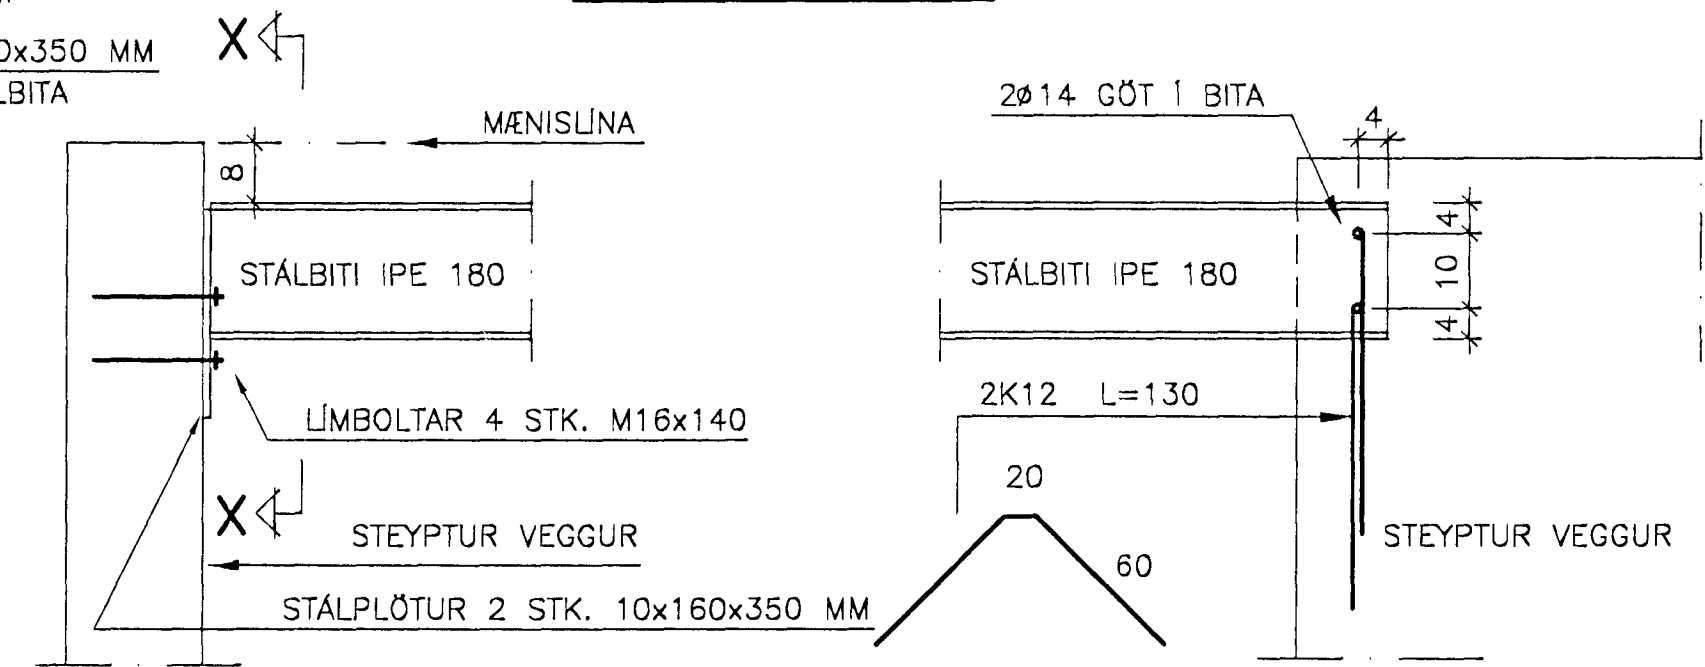 0x350 MM
LBITA
X
MÆNISLÍNA
8
STÁLBITI IPE 180
LÍMBOLTAR 4 STK. M16x140
X
STEYPTUR VEGGUR
STÁLPLÖTUR 2 STK. 10x160x350 MM
2ø14 GÖT Í BITA
4
STÁLBITI IPE 180
4
10
4
2K12 L=130
20
60
STEYPTUR VEGGUR